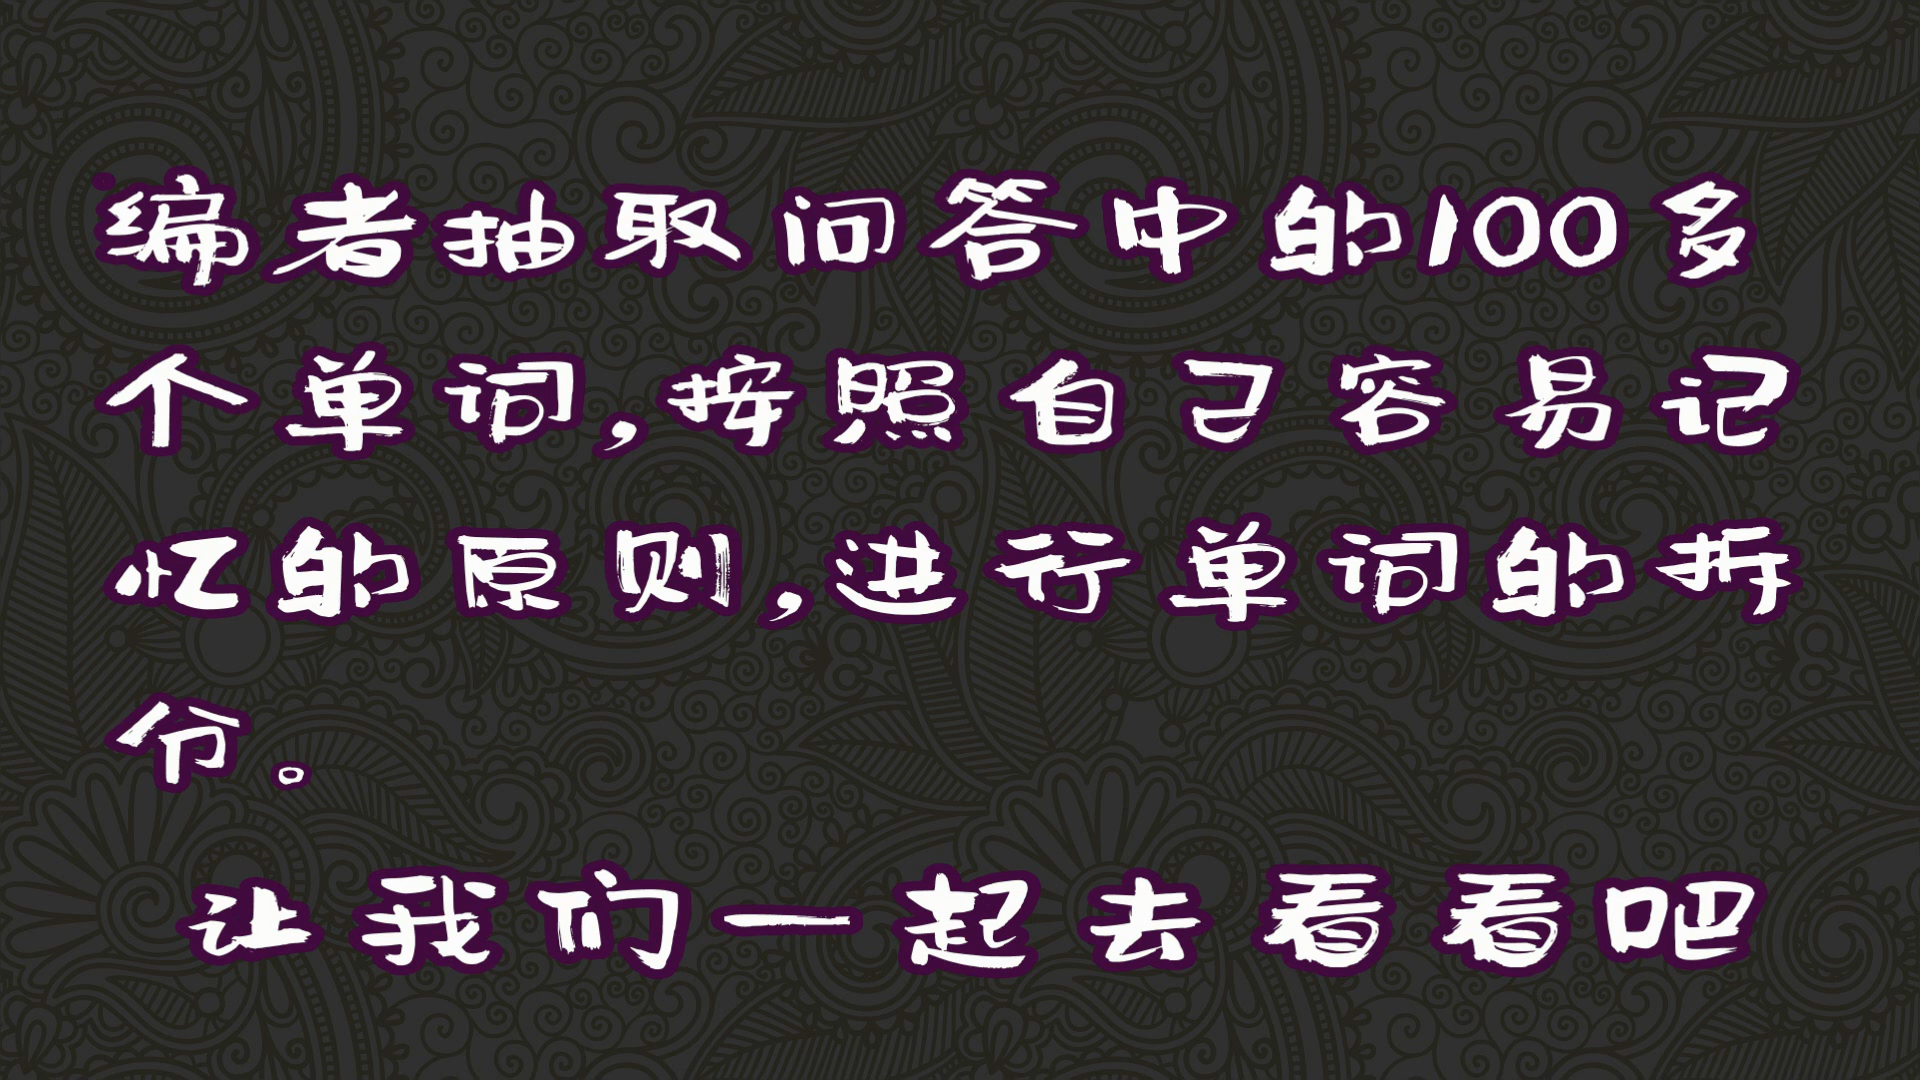 编者抽取问答中的100多
个单词,按照自己容易记
忆的原则,进行单词的拆
份。
让我们一起去看看吧